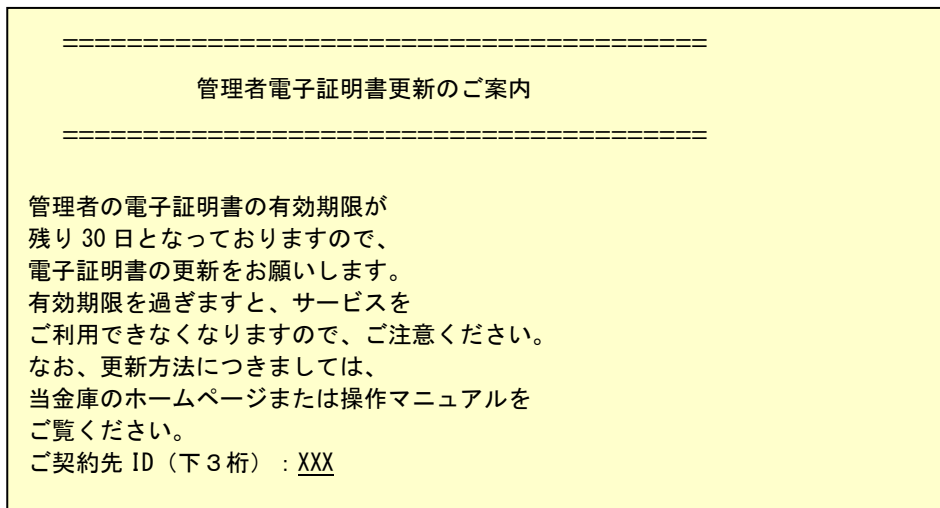 ========================================
管理者電子証明書更新のご案内
========================================
管理者の電子証明書の有効期限が
残り 30 日となっておりますので、
電子証明書の更新をお願いします。
有効期限を過ぎますと、サービスを
ご利用できなくなりますので、ご注意ください。
なお、更新方法につきましては、
当金庫のホームページまたは操作マニュアルを
ご覧ください。
ご契約先 ID（下３桁）：XXX